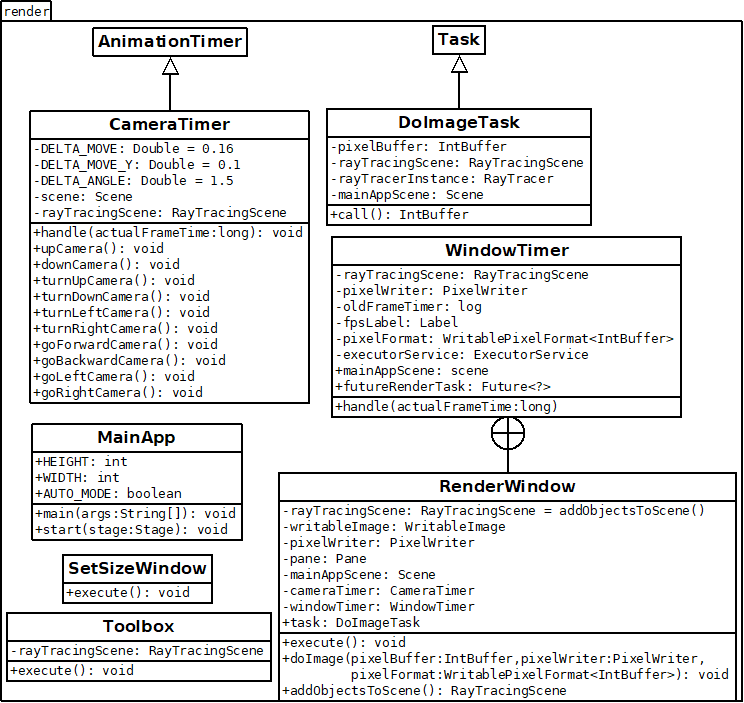 render
AnimationTimer
CameraTimer
-DELTA_MOVE: Double = 0.16
-DELTA_MOVE_Y: Double = 0.1
-DELTA_ANGLE: Double = 1.5
-scene: Scene
-rayTracingScene: RayTracingScene
+handle(actualFrameTime:long): void
+upCamera(): void
+downCamera(): void
+turnUpCamera(): void
+turnDownCamera(): void
+turnLeftCamera(): void
+turnRightCamera(): void
+goForwardCamera(): void
+goBackwardCamera(): void
+goLeftCamera(): void
+goRightCamera(): void
Task
DoImageTask
-pixelBuffer: IntBuffer
-rayTracingScene: RayTracingScene
-rayTracerInstance: RayTracer
-mainAppScene: Scene
+call(): IntBuffer
WindowTimer
-rayTracingScene: RayTracingScene
-pixelWriter: PixelWriter
-oldFrameTimer: log
-fpsLabel: Label
-pixelFormat: WritablePixelFormat<IntBuffer>
-executorService: ExecutorService
+mainAppScene: scene
+futureRenderTask: Future<?>
+handle(actualFrameTime:long)
MainApp
+HEIGHT: int
+WIDTH: int
+AUTO_MODE: boolean
+main(args:String[]): void
+start(stage:Stage): void
SetSizeWindow
+execute(): void
Toolbox
-rayTracingScene: RayTracingScene
+execute(): void
RenderWindow
-rayTracingScene: RayTracingScene = addObjectsToScene()
-writableImage: WritableImage
-pixelWriter: PixelWriter
-pane: Pane
-mainAppScene: Scene
-cameraTimer: CameraTimer
-windowTimer: WindowTimer
+task: DoImageTask
+execute(): void
+doImage(pixelBuffer:IntBuffer,pixelWriter:PixelWriter,
pixelFormat:WritablePixelFormat<IntBuffer>): void
+addObjectsToScene(): RayTracingScene